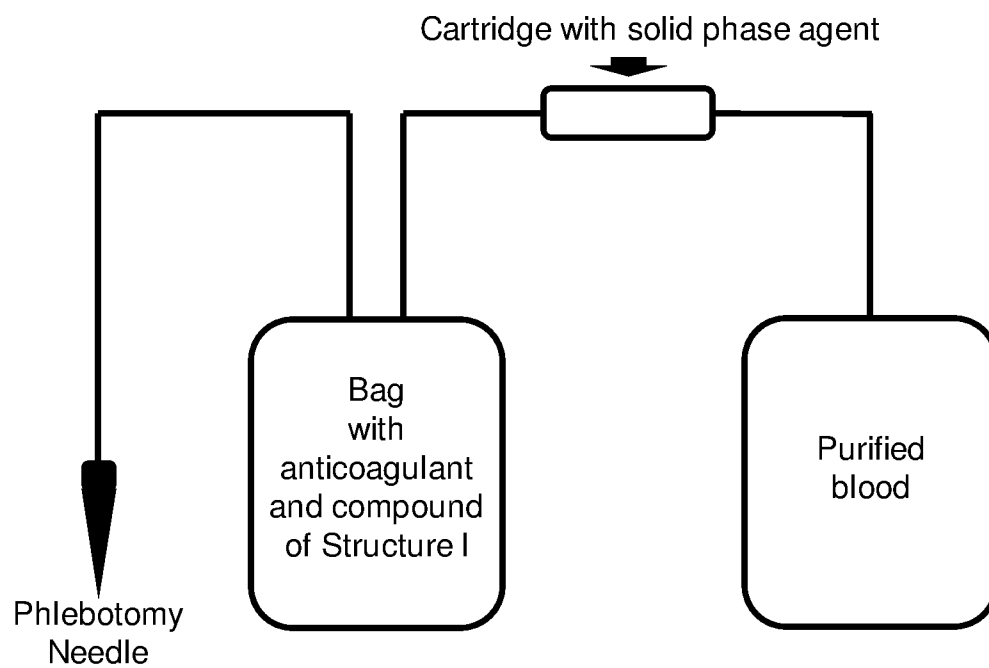 Cartridge with solid phase agent
Bag
with
anticoagulant
and compound
of Structure I
Purified
blood
Phlebotomy
Needle